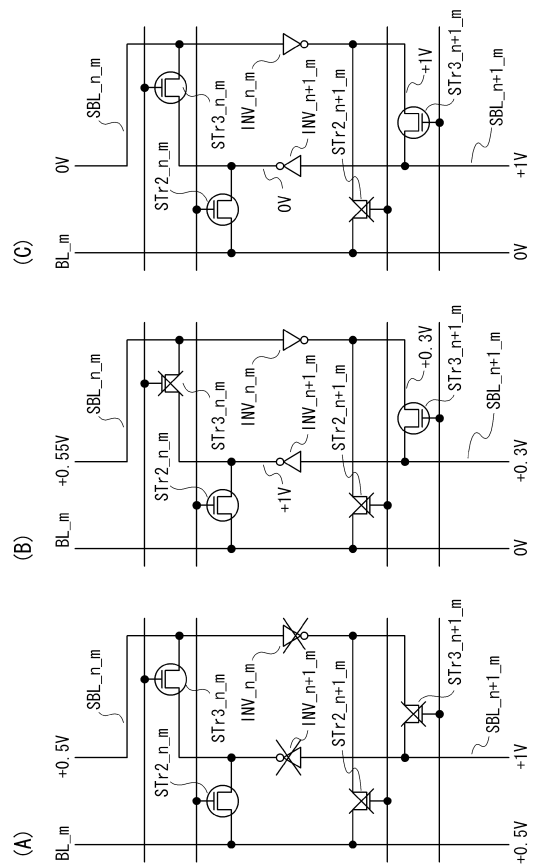 (A)
BL_m
+0.5V
SBL_n_m
STr2_n_m
STr3_n_m
INV_n_m
INV_n+1_m
STr2_n+1_m
STr3_n+1_m
SBL_n+1_m
+0.5V
+1V
(B)
BL_m
+0.55V
SBL_n_m
STr2_n_m
STr3_n_m
INV_n_m
INV_n+1_m
+1V
STr2_n+1_m
+0.3V
STr3_n+1_m
SBL_n+1_m
0V
+0.3V
(C)
BL_m
0V
SBL_n_m
STr2_n_m
STr3_n_m
INV_n_m
INV_n+1_m
0V
STr2_n+1_m
+1V
STr3_n+1_m
SBL_n+1_m
0V
+1V